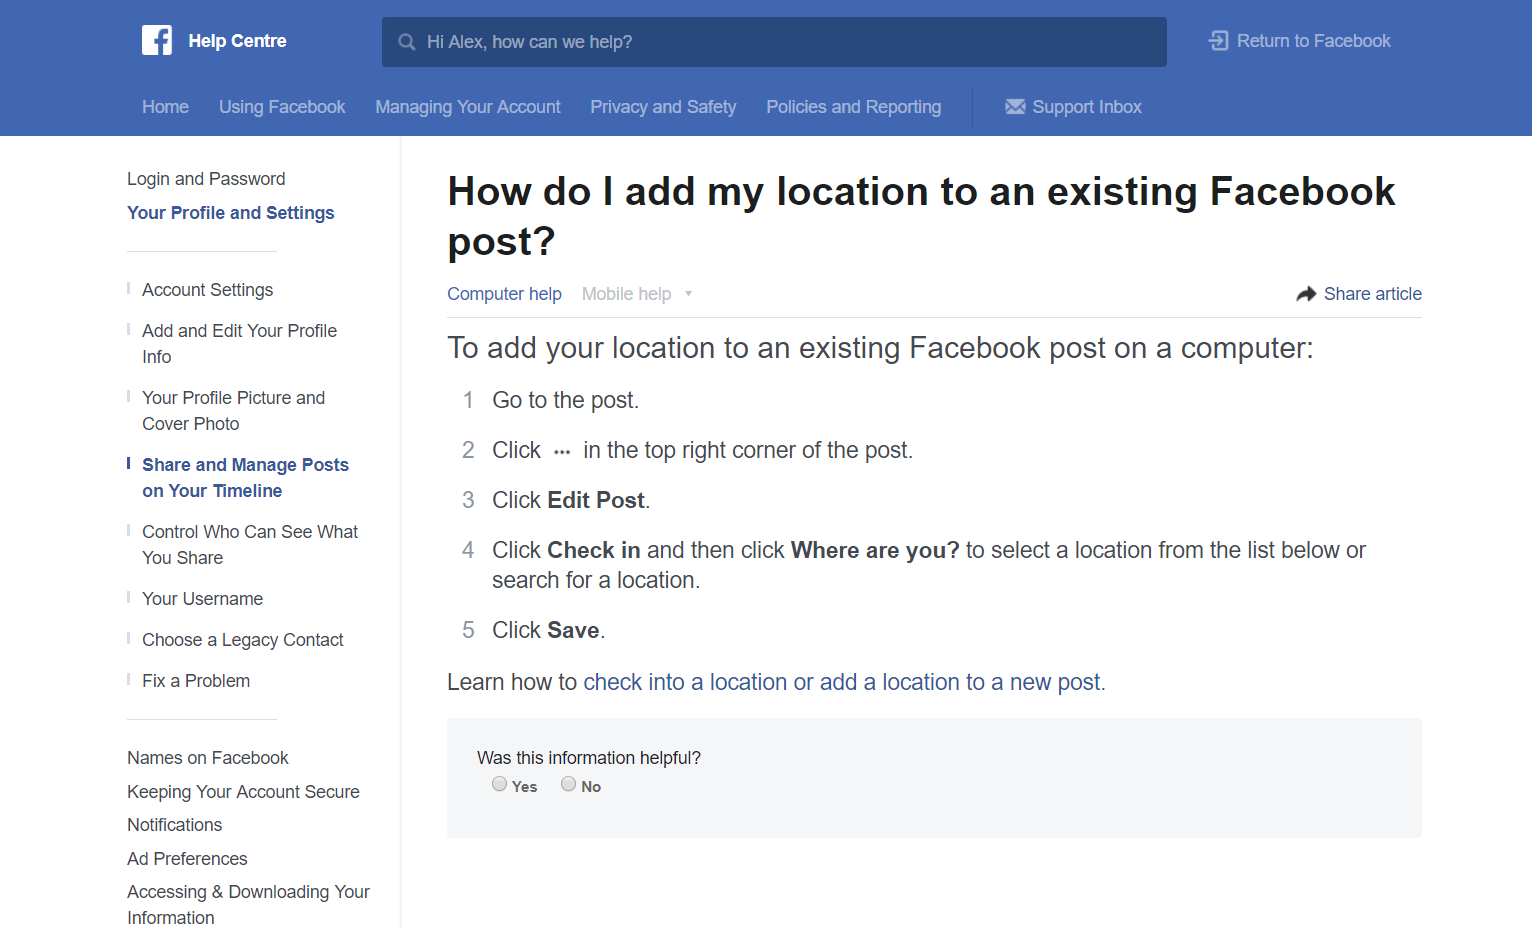 Help Centre
Hi Alex, how can we help?
Return to Facebook
Home Using Facebook Managing Your Account Privacy and Safety Policies and Reporting Support Inbox
Login and Password
Your Profile and Settings
Account Settings
Add and Edit Your Profile
Info
Your Profile Picture and
Cover Photo
Share and Manage Posts
on Your Timeline
Control Who Can See What
You Share
Your Username
Choose a Legacy Contact
Fix a Problem
Names on Facebook
Keeping Your Account Secure
Notifications
Ad Preferences
Accessing & Downloading Your
Information
How do I add my location to an existing Facebook
post?
Computer help Mobile help
Share article
To add your location to an existing Facebook post on a computer:
1 Go to the post.
2 Click ••• in the top right corner of the post.
3 Click Edit Post.
4 Click Check in and then click Where are you? to select a location from the list below or
search for a location.
5 Click Save.
Learn how to check into a location or add a location to a new post.
Was this information helpful?
Yes No